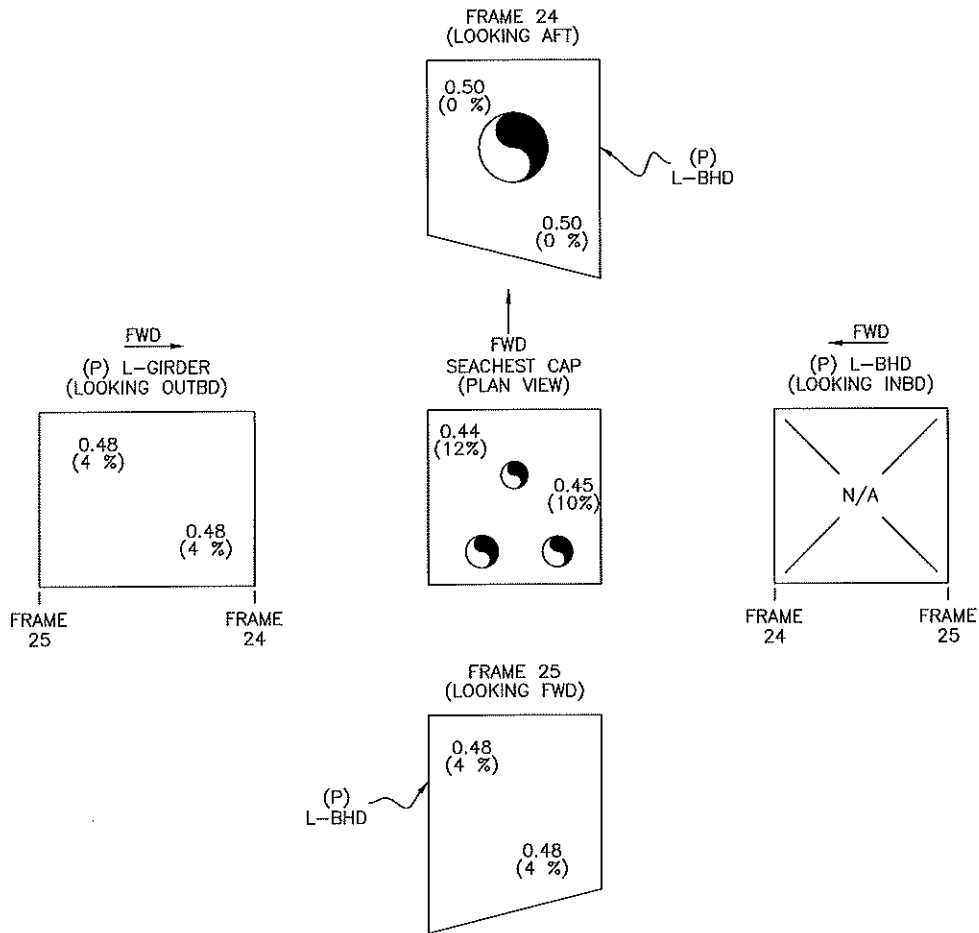 FRAME 24
(LOOKING AFT)
0.50
(0 %)
(P)
L-BHD
0.50
(0 %)
FWD
(P) L-GIRDER
(LOOKING OUTBD)
0.48
(4 %)
0.48
(4 %)
FRAME
25
FRAME
24
FWD
SEACHEST CAP
(PLAN VIEW)
0.44
(12%)
0.45
(10%)
FWD
(P) L-BHD
(LOOKING INBD)
N/A
FRAME
24
FRAME
25
FRAME 25
(LOOKING FWD)
0.48
(4 %)
(P)
L-BHD
0.48
(4 %)